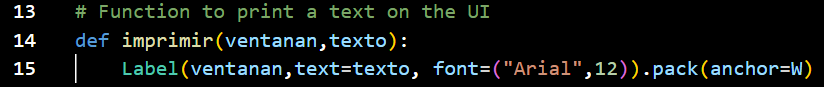 13 # Function to print a text on the UI
14 def imprimir(ventanan,texto):
15 Label(ventanan,text=texto, font=("Arial",12)).pack(anchor=W)